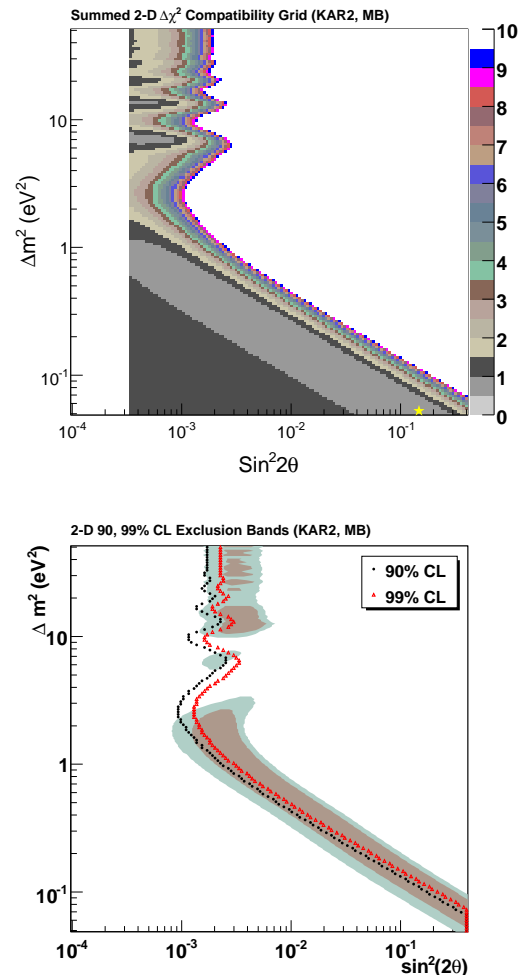 Summed 2-D Δχ² Compatibility Grid (KAR2, MB)
Δm² (eV²)
10
1
10⁻¹
10⁻⁴ 10⁻³ 10⁻² 10⁻¹
Sin²2θ
10
9
8
7
6
5
4
3
2
1
0
2-D 90, 99% CL Exclusion Bands (KAR2, MB)
Δ m² (eV²)
90% CL
99% CL
10
1
10⁻¹
10⁻⁴ 10⁻³ 10⁻² 10⁻¹
sin²(2θ)